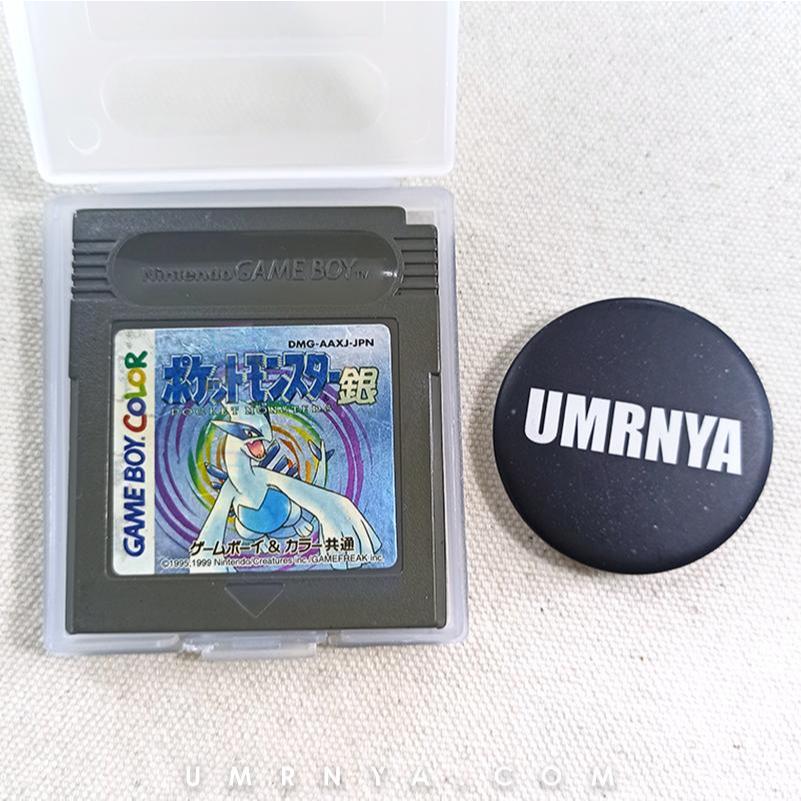 Nintendo GAME BOY TM
DMG-AAXJ-JPN
ポケットモンスター銀
POCKET MONSTERS
GAME BOY COLOR
ゲームボーイ & カラー共通
©1995,1999 Nintendo/Creatures inc./GAMEFREAK inc.
UMRNYA
UMRNYA.COM